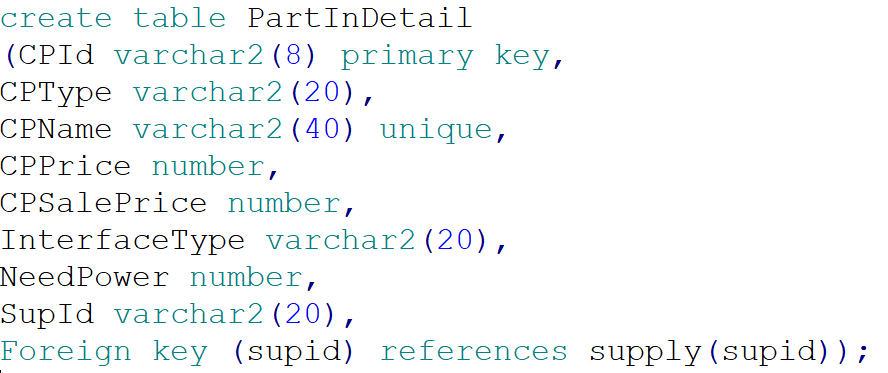 create table PartInDetail
(CPId varchar2(8) primary key,
CPType varchar2(20),
CPName varchar2(40) unique,
CPPrice number,
CPSalePrice number,
InterfaceType varchar2(20),
NeedPower number,
SupId varchar2(20),
Foreign key (supid) references supply(supid));